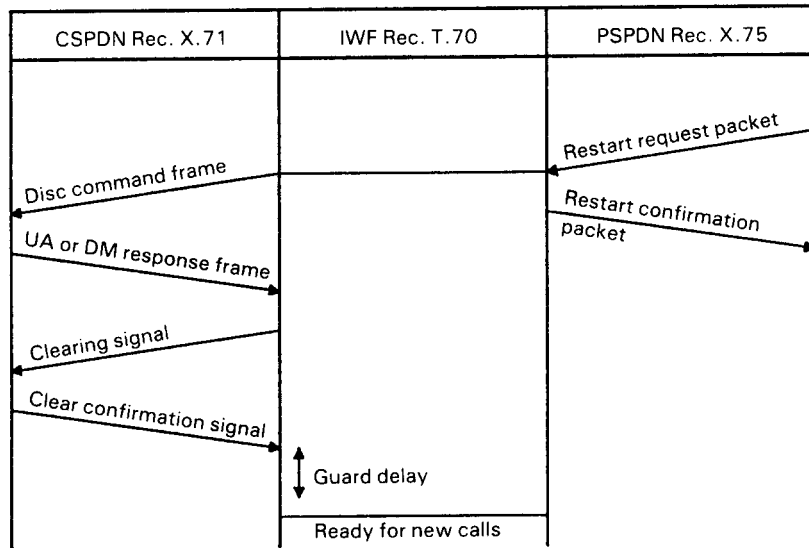 CSPDN Rec. X.71
IWF Rec. T.70
PSPDN Rec. X.75
Restart request packet
Disc command frame
Restart confirmation
packet
UA or DM response frame
Clearing signal
Clear confirmation signal
Guard delay
Ready for new calls